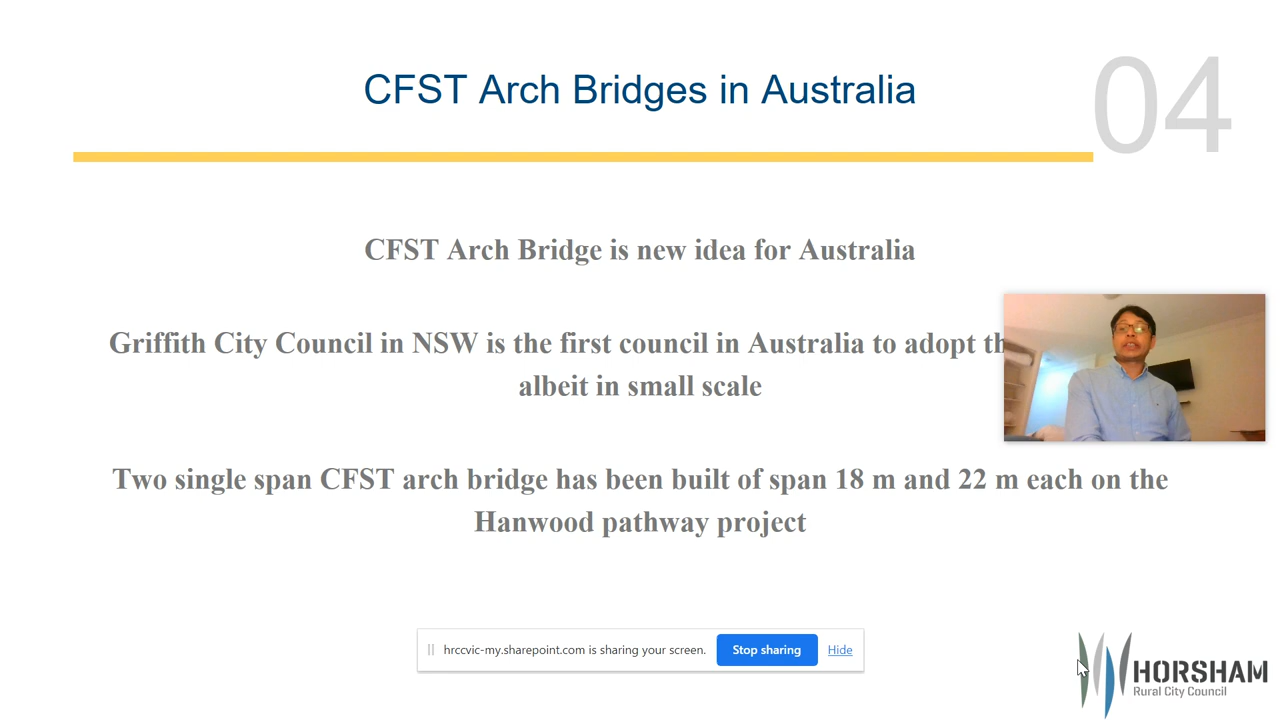 CFST Arch Bridges in Australia
04
CFST Arch Bridge is new idea for Australia
Griffith City Council in NSW is the first council in Australia to adopt
albeit in small scale
Two single span CFST arch bridge has been built of span 18 m and 22 m each on the
Hanwood pathway project
hrccvic-my.sharepoint.com is sharing your screen. Stop sharing Hide
HORSHAM
Rural City Council